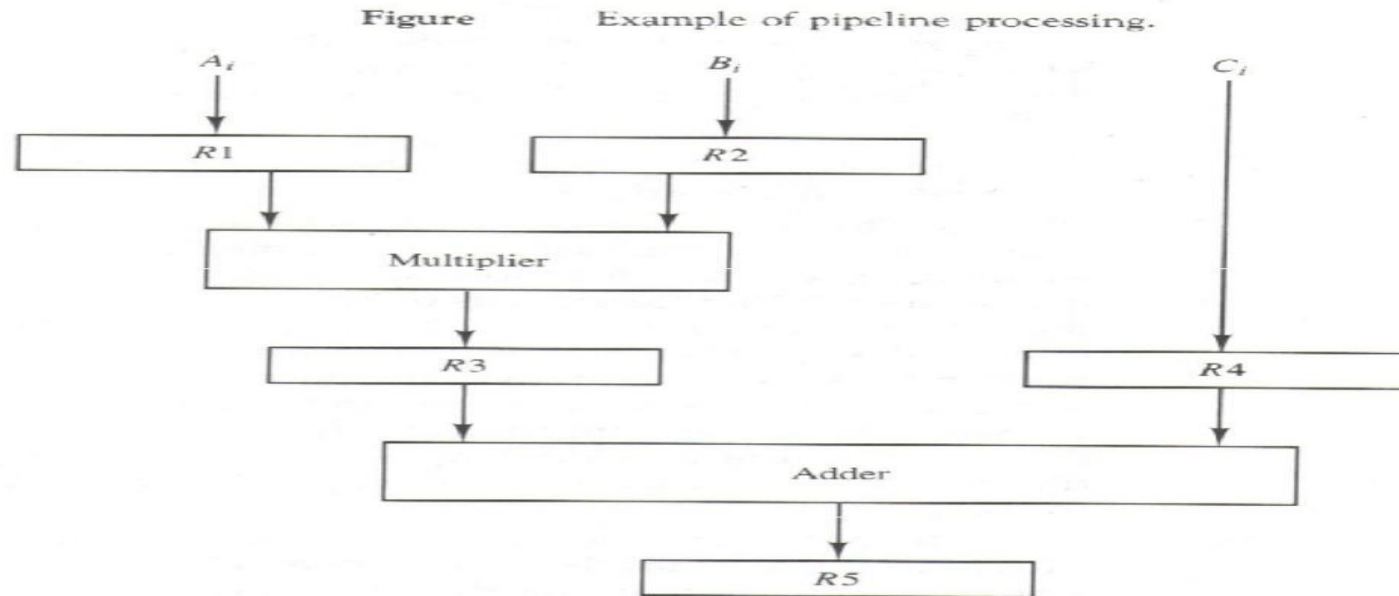 Figure Example of pipeline processing.
Ai Bi Ci
R1 R2
Multiplier
R3 R4
Adder
R5